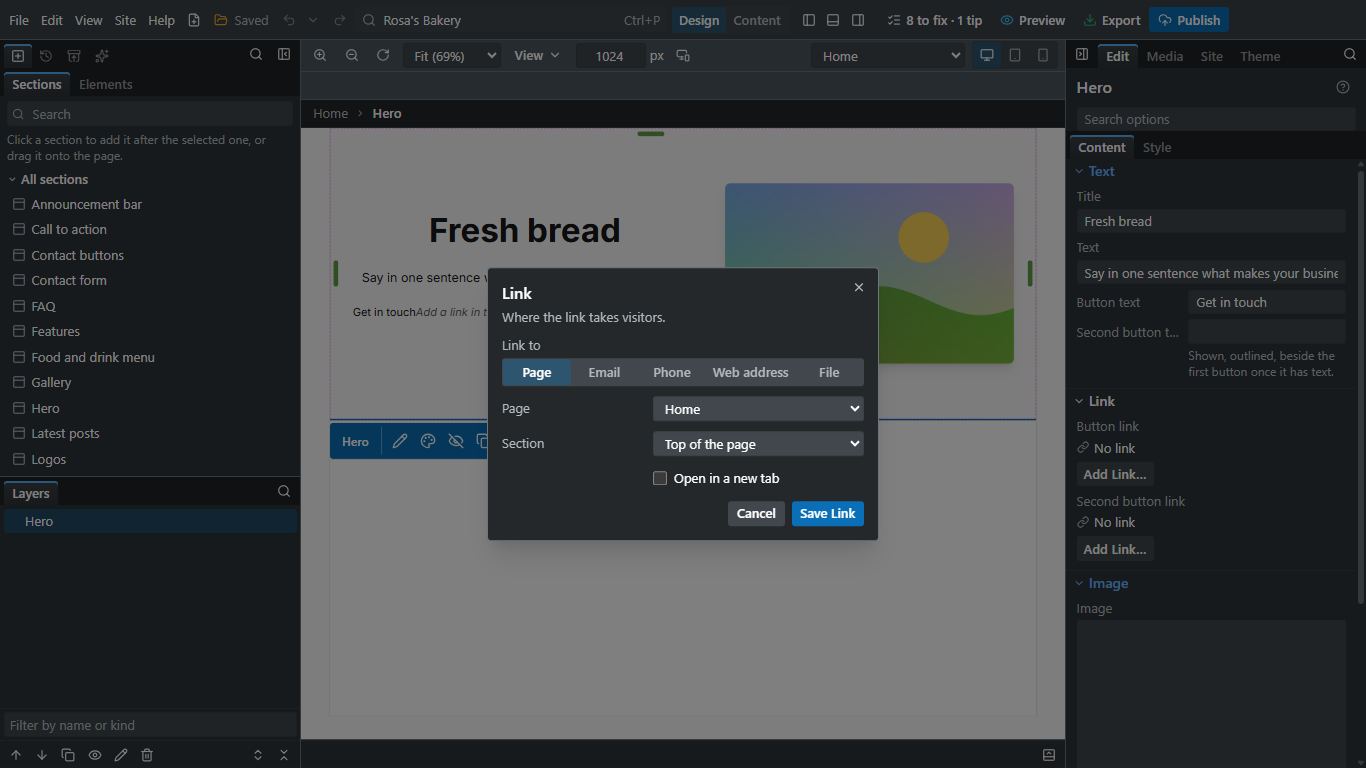 File Edit View Site Help Saved Rosa's Bakery Ctrl+P Design Content 8 to fix · 1 tip Preview Export Publish
Fit (69%) View 1024 px Home Edit Media Site Theme
Sections Elements
Search
Click a section to add it after the selected one, or
drag it onto the page.
All sections
Announcement bar
Call to action
Contact buttons
Contact form
FAQ
Features
Food and drink menu
Gallery
Hero
Latest posts
Logos
Layers
Hero
Filter by name or kind
Home › Hero
Fresh bread
Say in one sentence
Get in touch Add a link in
Hero
Link
Where the link takes visitors.
Link to
Page Email Phone Web address File
Page Home
Section Top of the page
Open in a new tab
Cancel Save Link
Hero
Search options
Content Style
Text
Title
Fresh bread
Text
Say in one sentence what makes your busine
Button text Get in touch
Second button t...
Shown, outlined, beside the
first button once it has text.
Link
Button link
No link
Add Link...
Second button link
No link
Add Link...
Image
Image